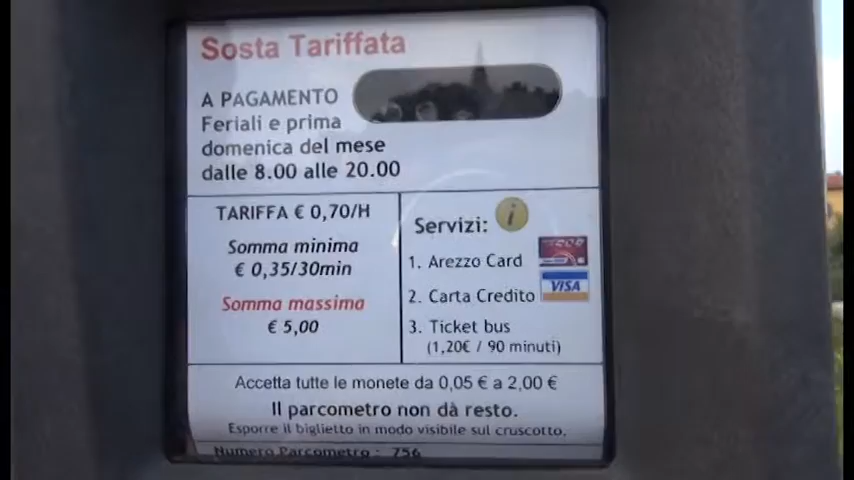 Sosta Tariffata
A PAGAMENTO
Feriali e prima
domenica del mese
dalle 8.00 alle 20.00
TARIFFA € 0,70/H
Somma minima
€ 0,35/30min
Somma massima
€ 5,00
Servizi: i
1. Arezzo Card
2. Carta Credito
VISA
3. Ticket bus
(1,20€ / 90 minuti)
Accetta tutte le monete da 0,05 € a 2,00 €
Il parcometro non dà resto.
Esporre il biglietto in modo visibile sul cruscotto.
Numero Parcometro : 756